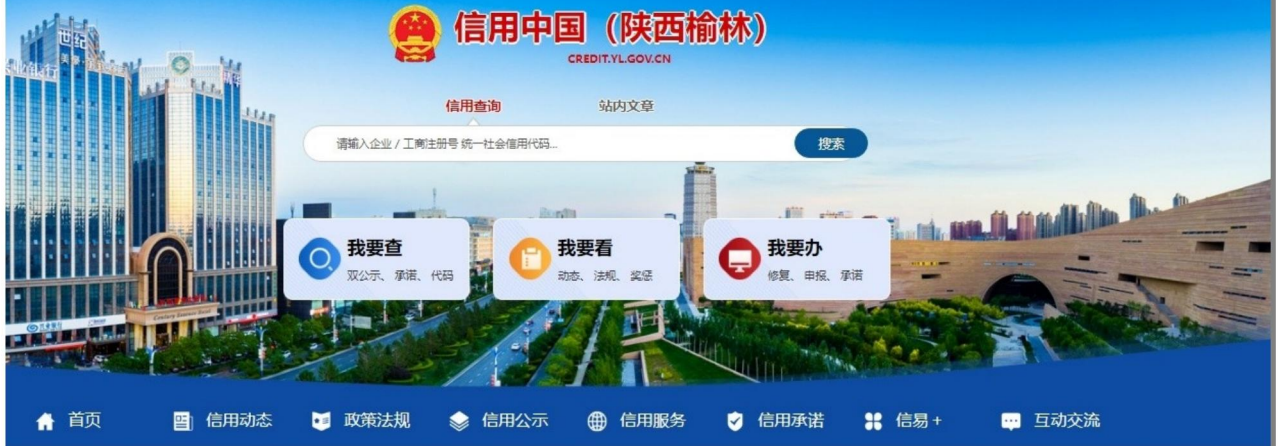 信用中国（陕西榆林）
CREDIT.YL.GOV.CN
信用查询 站内文章
请输入企业 / 工商注册号 统一社会信用代码... 搜索
我要查 我要看 我要办
双公示、承诺、代码 动态、法规、奖惩 修复、申报、承诺
世纪
Century Jinyuan Hotel
首页 信用动态 政策法规 信用公示 信用服务 信用承诺 信易+ 互动交流